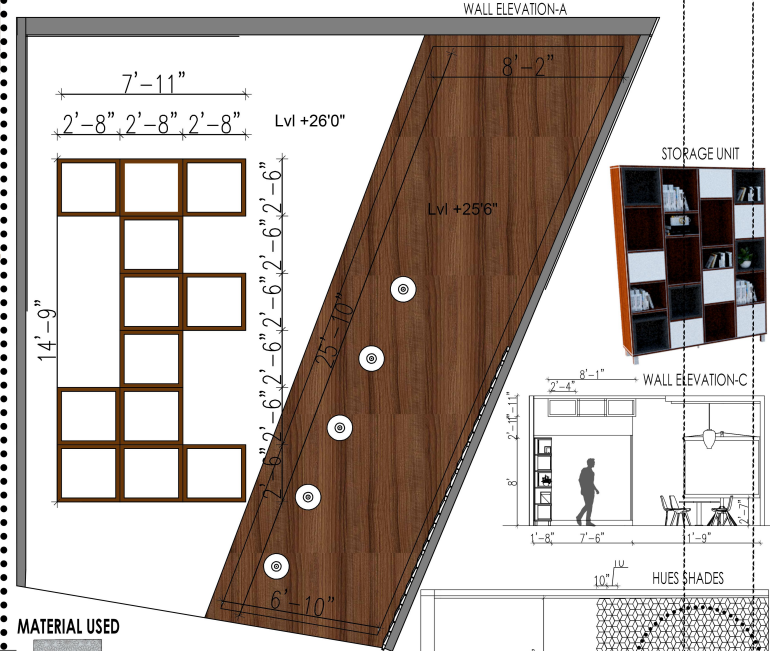 WALL ELEVATION-A
8'-2"
7'-11"
2'-8" 2'-8" 2'-8"
Lvl +26'0"
STORAGE UNIT
2'-6"
2'-6"
2'-6"
2'-6"
2'-6"
2'-6"
Lvl +25'6"
14'-9"
25'-10"
6'-10"
WALL ELEVATION-C
8'-1"
2'-4"
2'-11"
8'
2'-7"
1'-8" 7'-6"
1'-9"
10"
HUES SHADES
MATERIAL USED